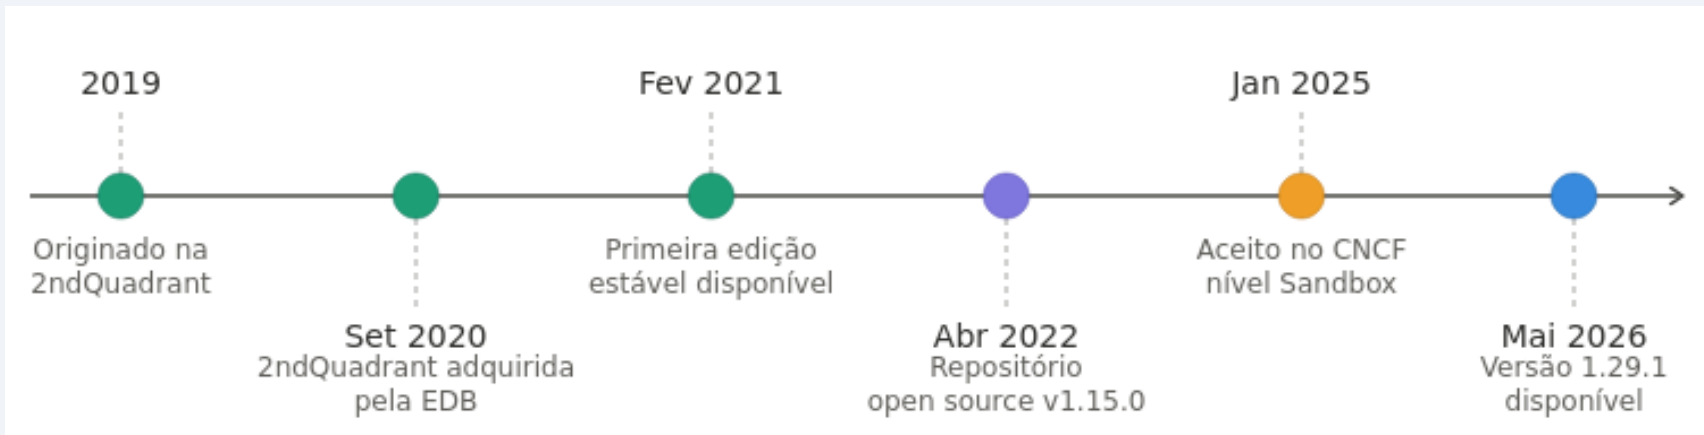 2019
Originado na
2ndQuadrant
Set 2020
2ndQuadrant adquirida
pela EDB
Fev 2021
Primeira edição
estável disponível
Abr 2022
Repositório
open source v1.15.0
Jan 2025
Aceito no CNCF
nível Sandbox
Mai 2026
Versão 1.29.1
disponível